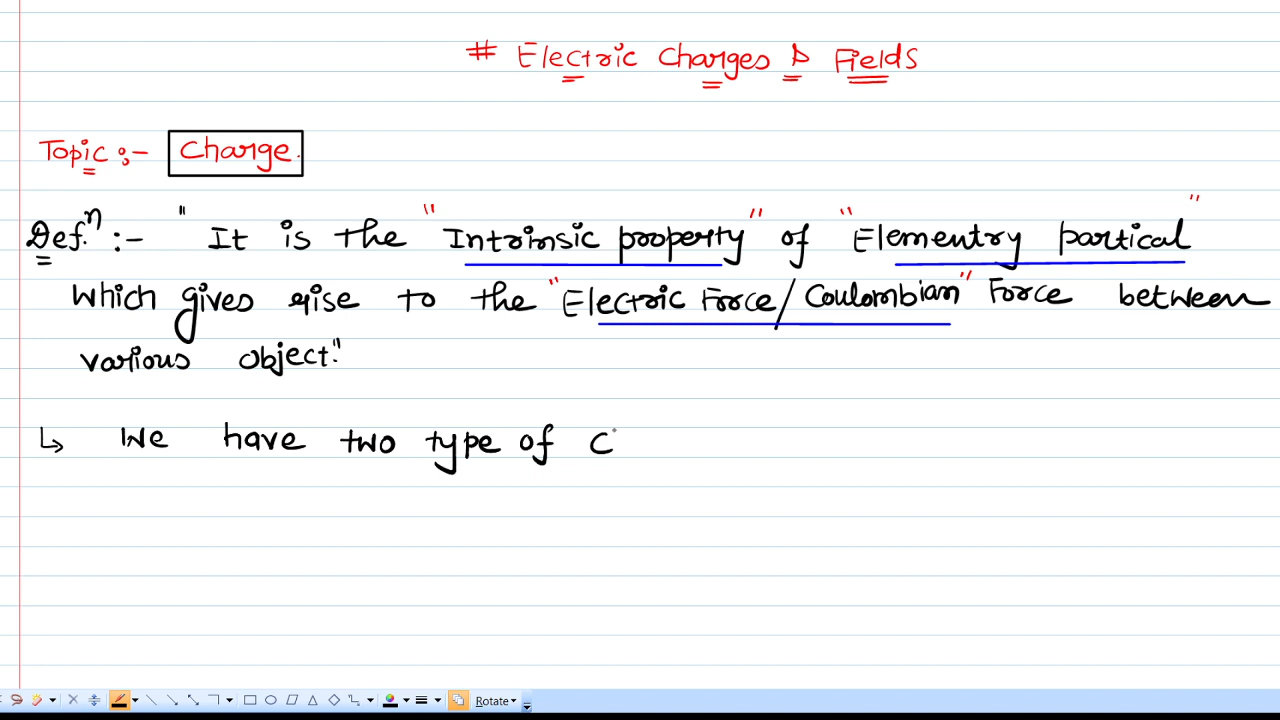 # Electric Charges & Fields
Topic :- Charge.
Def.n :- " It is the "Intrinsic property" of "Elementry partical"
which gives rise to the "Electric Force/Coulombian" Force between
various object."
↳ We have two type of C
Rotate